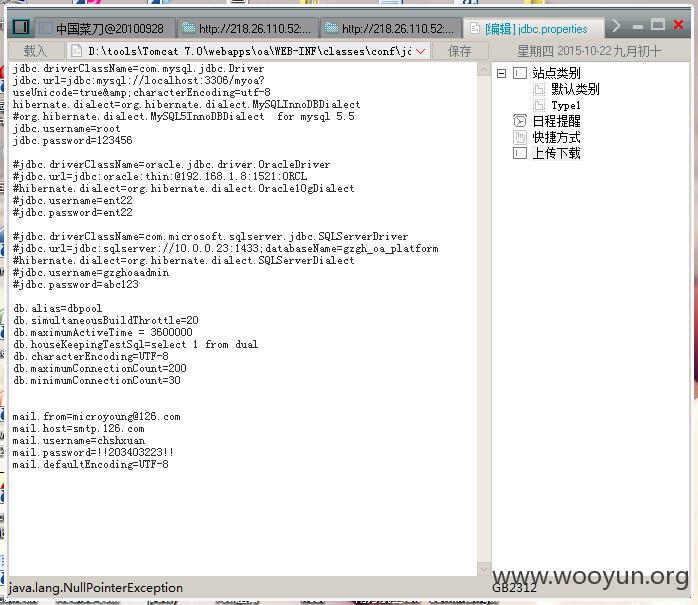 中国菜刀@20100928
http://218.26.110.52:...
http://218.26.110.52:...
[编辑] jdbc.properties
载入
D:\tools\Tomcat 7.0\webapps\oa\WEB-INF\classes\conf\jd
保存
星期四 2015-10-22 九月初十
jdbc.driverClassName=com.mysql.jdbc.Driver
jdbc.url=jdbc:mysql://localhost:3306/myoa?
useUnicode=true&amp;characterEncoding=utf-8
hibernate.dialect=org.hibernate.dialect.MySQLInnoDBDialect
#org.hibernate.dialect.MySQL5InnoDBDialect  for mysql 5.5
jdbc.username=root
jdbc.password=123456
#jdbc.driverClassName=oracle.jdbc.driver.OracleDriver
#jdbc.url=jdbc:oracle:thin:@192.168.1.8:1521:ORCL
#hibernate.dialect=org.hibernate.dialect.Oracle10gDialect
#jdbc.username=ent22
#jdbc.password=ent22
#jdbc.driverClassName=com.microsoft.sqlserver.jdbc.SQLServerDriver
#jdbc.url=jdbc:sqlserver://10.0.0.23:1433;databaseName=gzgh_oa_platform
#hibernate.dialect=org.hibernate.dialect.SQLServerDialect
#jdbc.username=gzghoaadmin
#jdbc.password=abc123
db.alias=dbpool
db.simultaneousBuildThrottle=20
db.maximumActiveTime = 3600000
db.houseKeepingTestSql=select 1 from dual
db.characterEncoding=UTF-8
db.maximumConnectionCount=200
db.minimumConnectionCount=30
mail.from=microyoung@126.com
mail.host=smtp.126.com
mail.username=chshxuan
mail.password=!!203403223!!
mail.defaultEncoding=UTF-8
站点类别
默认类别
Type1
日程提醒
快捷方式
上传下载
java.lang.NullPointerException
GB2312
www.wooyun.org